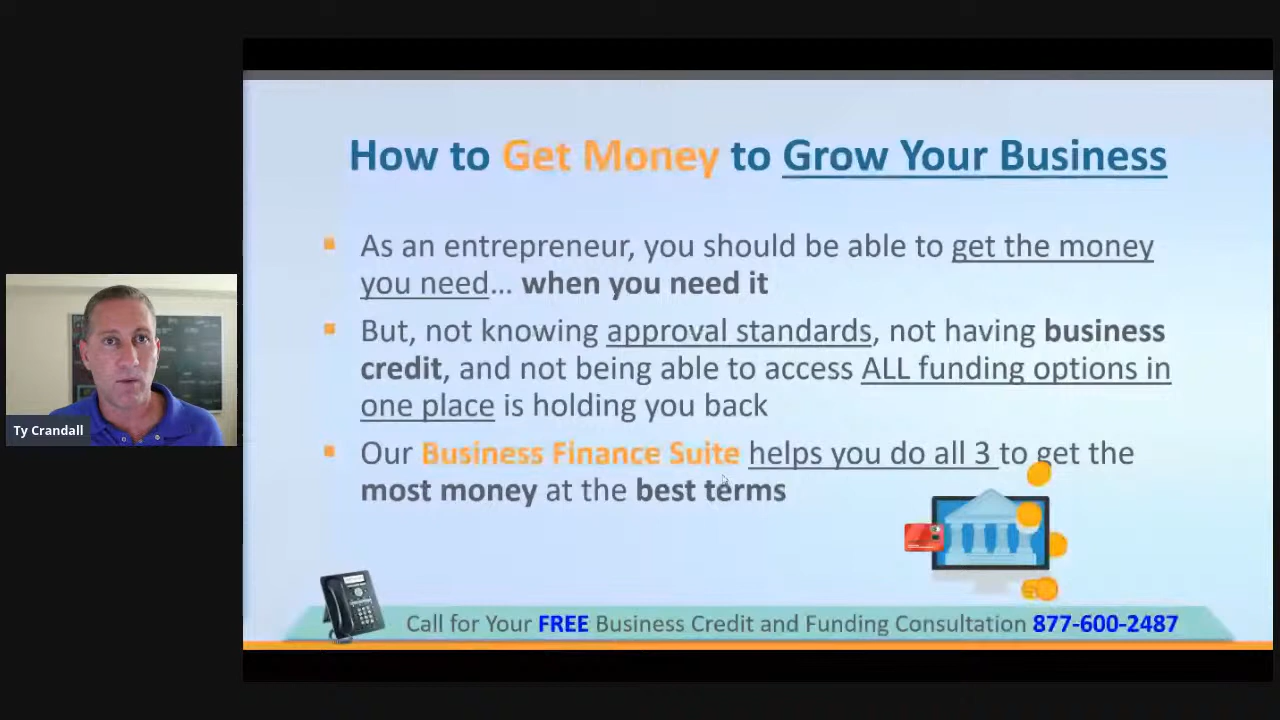 How to Get Money to Grow Your Business
As an entrepreneur, you should be able to get the money
you need... when you need it
But, not knowing approval standards, not having business
credit, and not being able to access ALL funding options in
one place is holding you back
Our Business Finance Suite helps you do all 3 to get the
most money at the best terms
Ty Crandall
Call for Your FREE Business Credit and Funding Consultation 877-600-2487